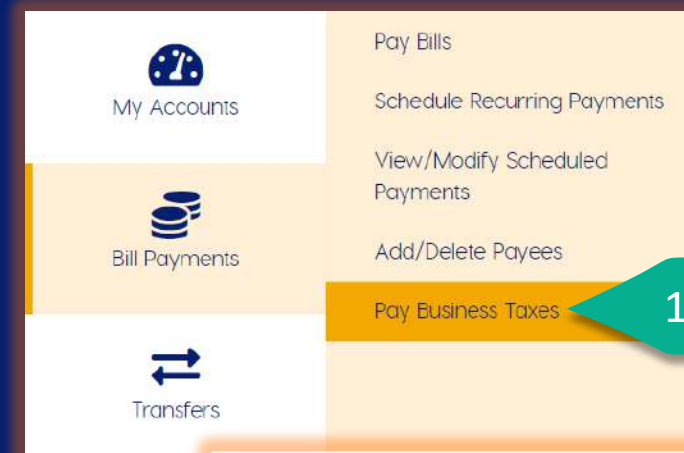 My Accounts
Bill Payments
Transfers
Pay Bills
Schedule Recurring Payments
View/Modify Scheduled
Payments
Add/Delete Payees
Pay Business Taxes
1